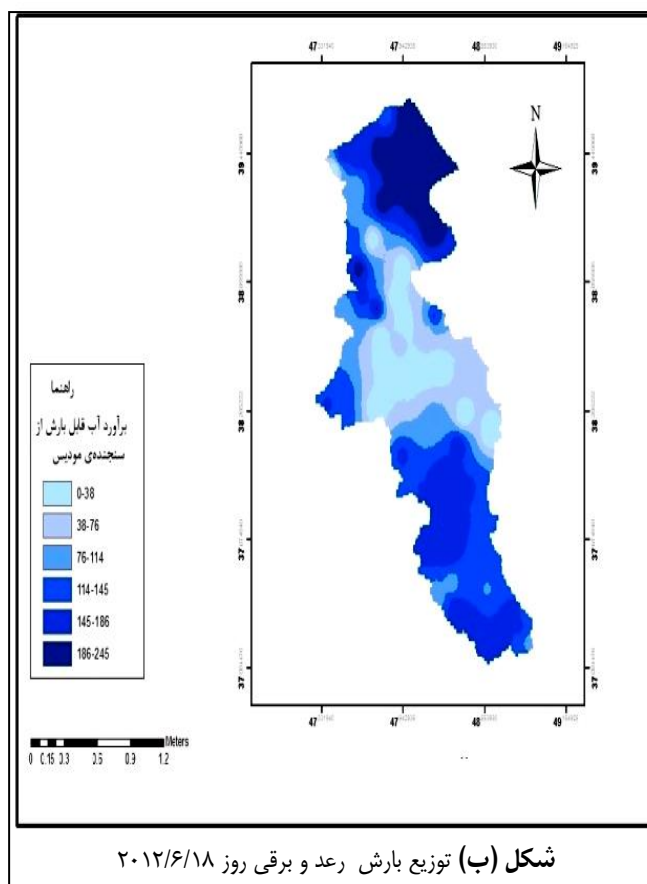 47 47 48 49
N
39
38
38
37
37
39
38
38
37
37
47 47 48 49
راهنما
برآورد آب قابل بارش از
سنجنده‌ی مودیس
0-38
38-76
76-114
114-145
145-186
186-245
Meters
0 0.15 0.3 0.6 0.9 1.2
شکل (ب) توزیع بارش رعد و برقی روز ۲۰۱۲/۶/۱۸